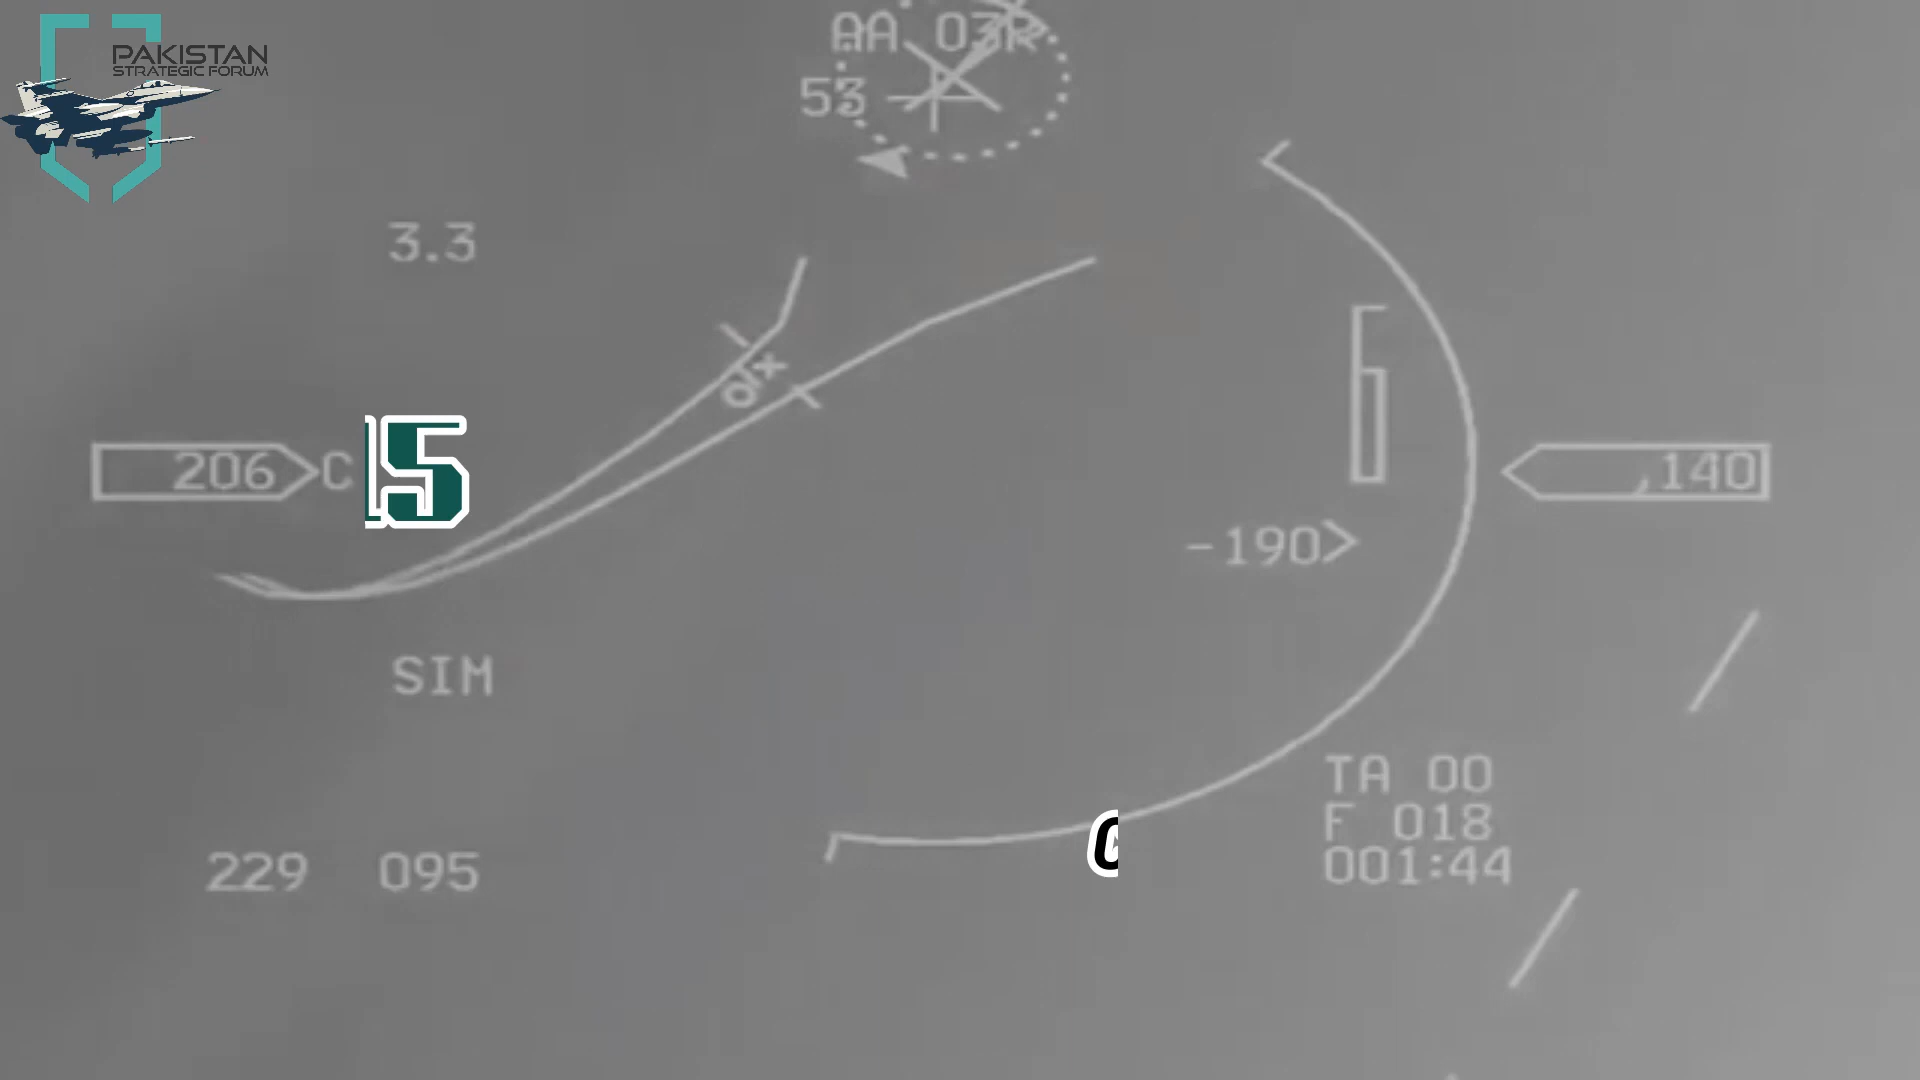 PAKISTAN
STRATEGIC FORUM
AA 03R
53
3.3
206 C
15
140
-190
SIM
TA 00
F 018
001:44
229 095